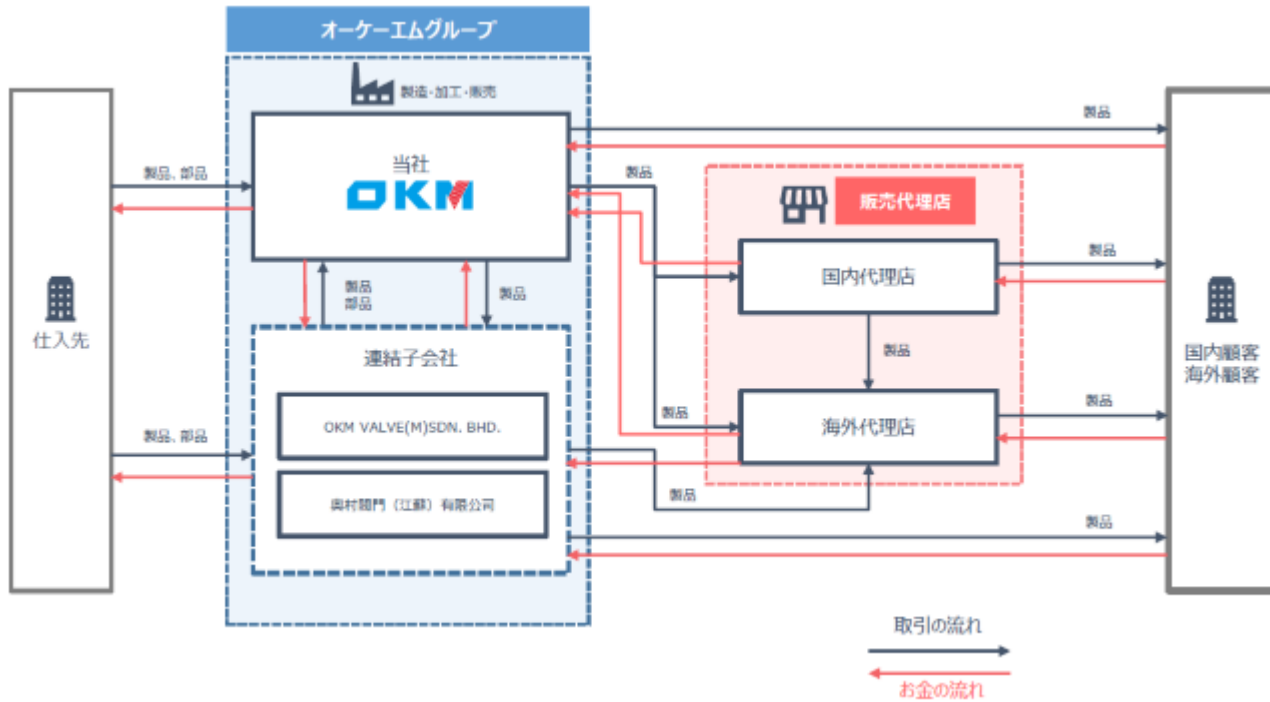 オーケーエムグループ
製造・加工・販売
当社
OKM
製品、部品
製品
部品
製品
連結子会社
OKM VALVE(M)SDN. BHD.
奥村閥門（江蘇）有限公司
製品、部品
仕入先
製品
製品
販売代理店
国内代理店
製品
製品
海外代理店
製品
製品
製品
製品
国内顧客
海外顧客
取引の流れ
お金の流れ